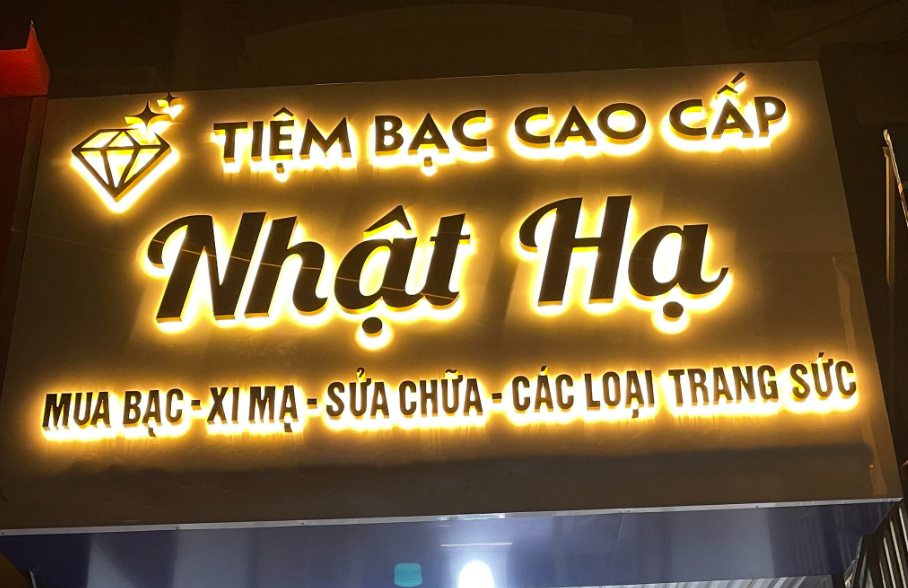 TIỆM BẠC CAO CẤP
Nhật Hạ
MUA BẠC - XI MẠ - SỬA CHỮA - CÁC LOẠI TRANG SỨC